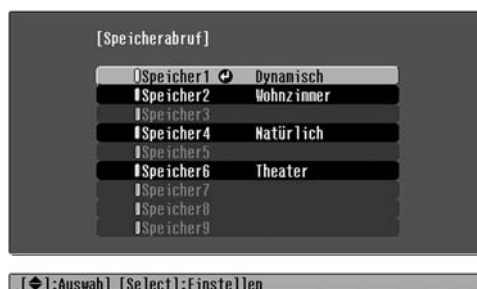 [Speicherabruf]
Speicher1 Dynamisch
Speicher2 Wohnzimmer
Speicher3
Speicher4 Natürlich
Speicher5
Speicher6 Theater
Speicher7
Speicher8
Speicher9
[◆]:Auswahl [Select]:Einstellen